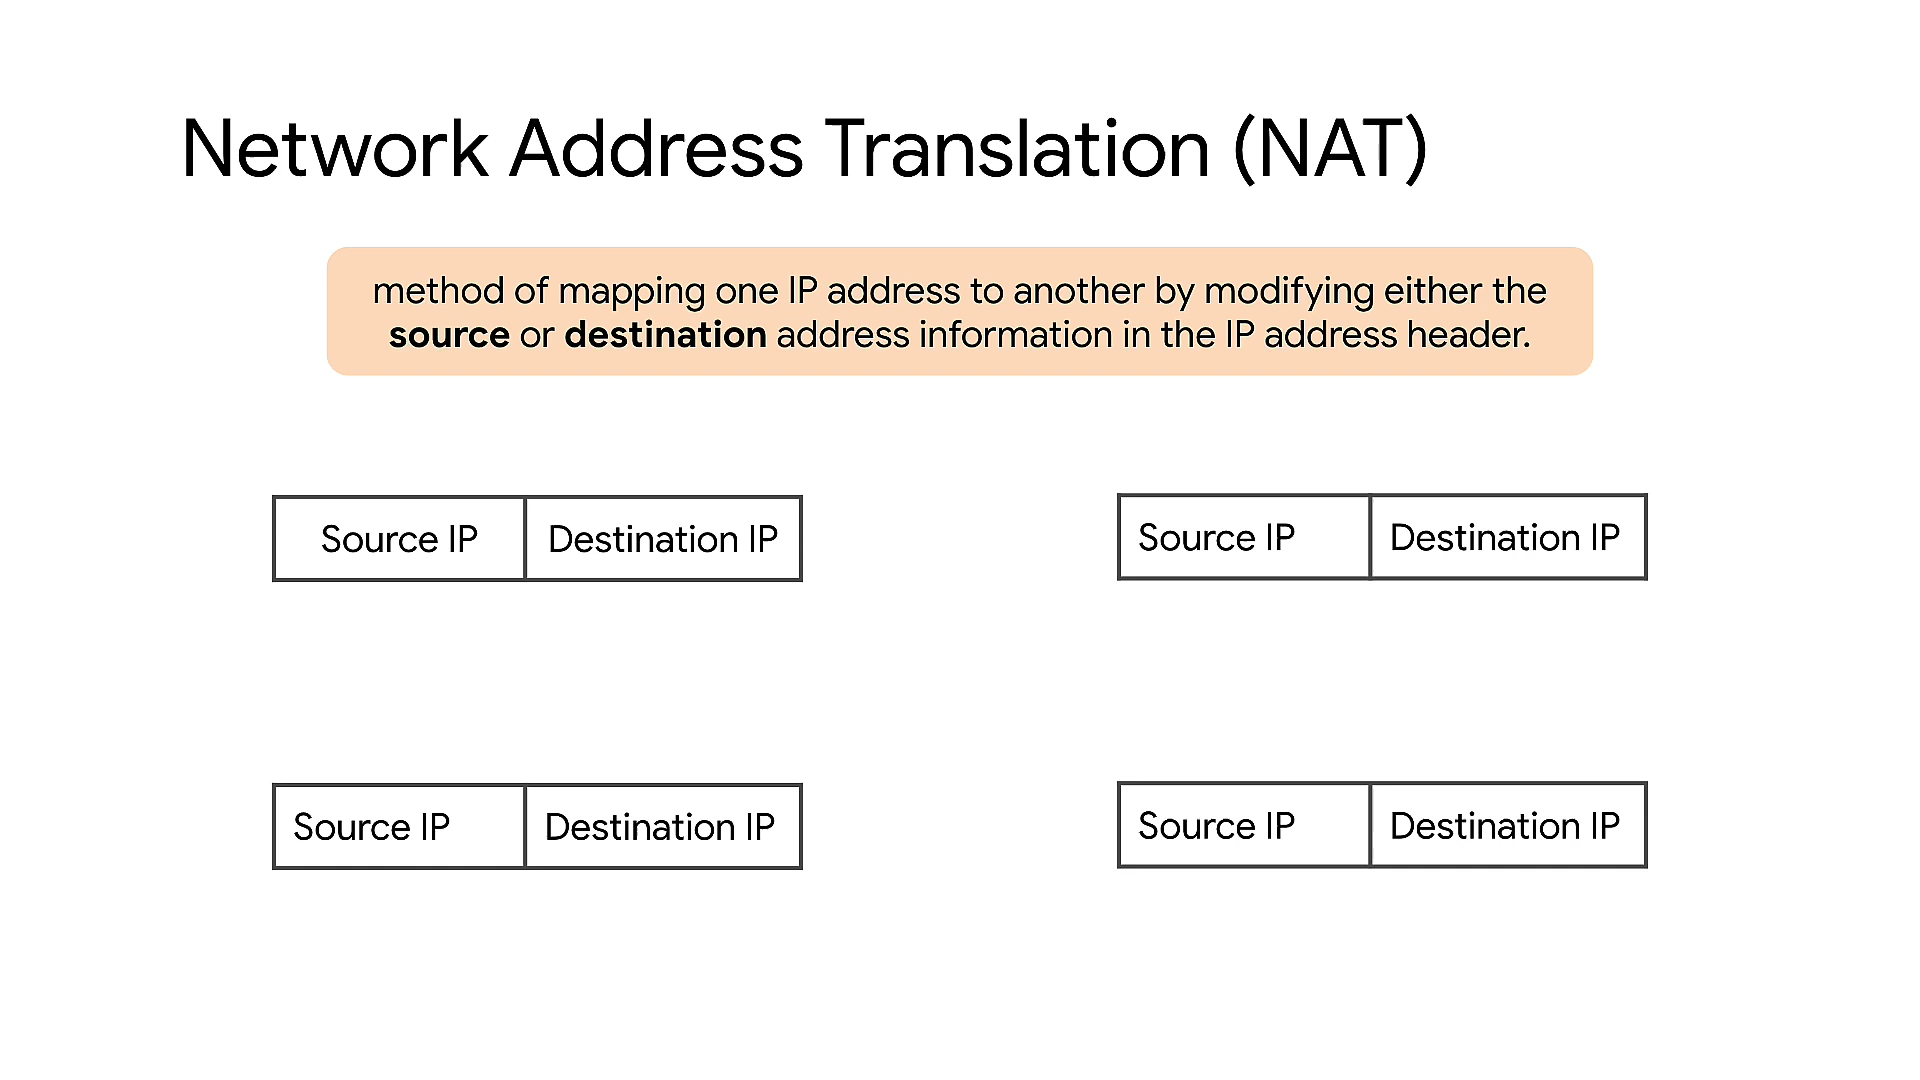 Network Address Translation (NAT)
method of mapping one IP address to another by modifying either the
source or destination address information in the IP address header.
Source IP Destination IP
Source IP Destination IP
Source IP Destination IP
Source IP Destination IP